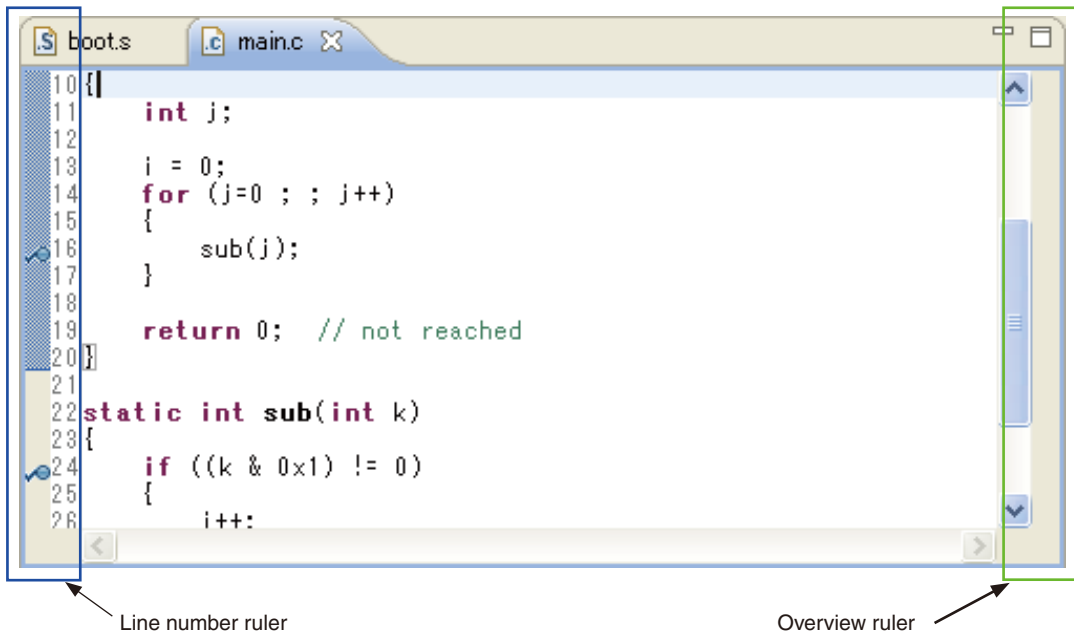 .S boot.s .c main.c
10 {
11     int j;
12
13     i = 0;
14     for (j=0 ; ; j++)
15     {
16         sub(j);
17     }
18
19     return 0;  // not reached
20 }
21
22 static int sub(int k)
23 {
24     if ((k & 0x1) != 0)
25     {
26         i++;
Line number ruler Overview ruler